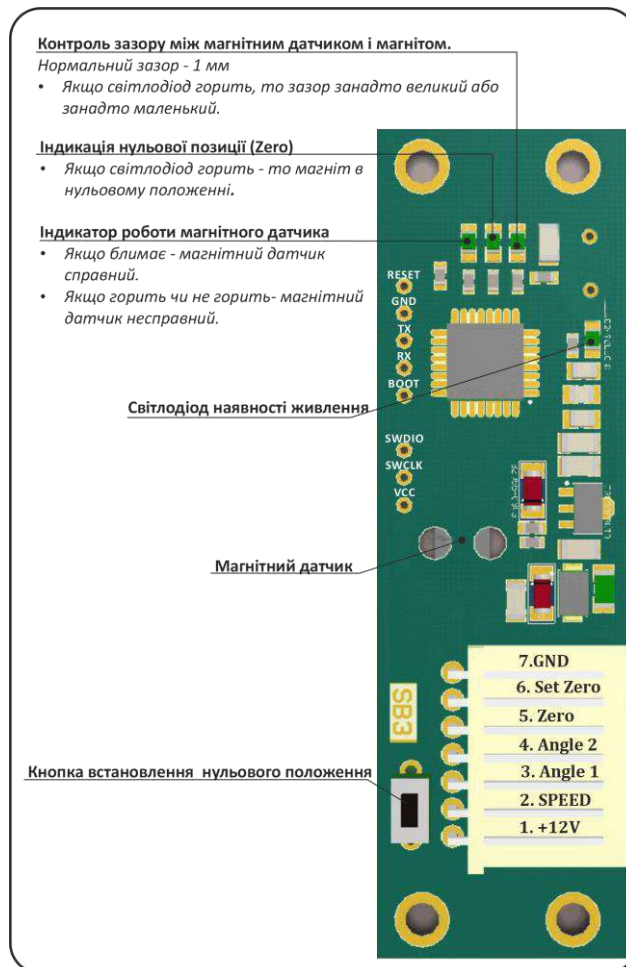 Контроль зазору між магнітним датчиком і магнітом.
Нормальний зазор - 1 мм
• Якщо світлодіод горить, то зазор занадто великий або
занадто маленький.
Індикація нульової позиції (Zero)
• Якщо світлодіод горить - то магніт в
нульовому положенні.
Індикатор роботи магнітного датчика
• Якщо блимає - магнітний датчик
справний.
• Якщо горить чи не горить- магнітний
датчик несправний.
RESET
GND
TX
RX
BOOT
Світлодіод наявності живлення
SWDIO
SWCLK
VCC
Магнітний датчик
7.GND
6. Set Zero
5. Zero
4. Angle 2
3. Angle 1
2. SPEED
1. +12V
SB3
Кнопка встановлення нульового положення